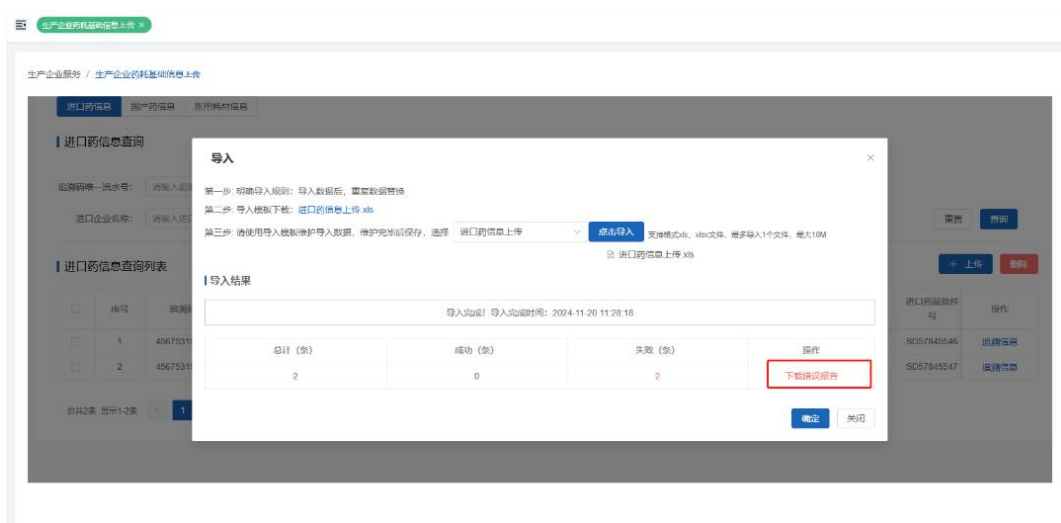 生产企业药耗基础信息上传 ×
生产企业服务 / 生产企业药耗基础信息上传
进口药信息 国产药信息 医用耗材信息
进口药信息查询
追溯码唯一流水号: 请输入追
进口企业名称: 请输入进口
重置 查询
进口药信息查询列表
+ 上传 删除
序号 追溯码 进口药品批件号 操作
1 4567531 SD57845546 追溯信息
2 4567531 SD57845547 追溯信息
总共2条 显示1-2条 < 1
导入 ×
第一步: 明确导入规则: 导入数据后, 重复数据替换
第二步: 导入模板下载: 进口药信息上传.xls
第三步: 请使用导入模板维护导入数据, 维护完毕后保存, 选择 进口药信息上传 点击导入 支持格式xls、xlsx文件, 最多导入1个文件, 最大10M
进口药信息上传.xls
导入结果
导入完成! 导入完成时间: 2024-11-20 11:28:18
总计 (条) 成功 (条) 失败 (条) 操作
2 0 2 下载错误报告
确定 关闭